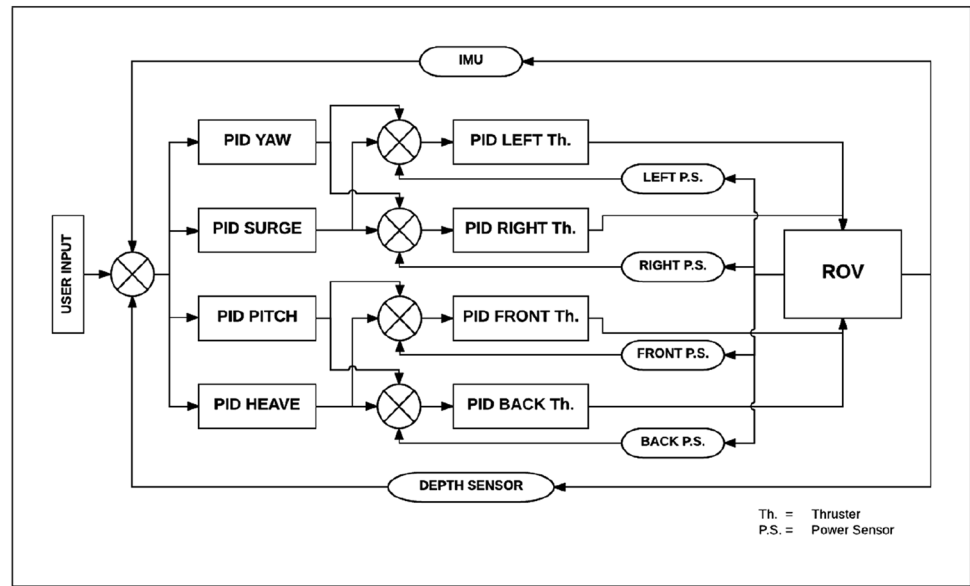 IMU
PID YAW
PID LEFT Th.
LEFT P.S.
PID SURGE
PID RIGHT Th.
RIGHT P.S.
USER INPUT
ROV
PID PITCH
PID FRONT Th.
FRONT P.S.
PID HEAVE
PID BACK Th.
BACK P.S.
DEPTH SENSOR
Th. = Thruster
P.S. = Power Sensor